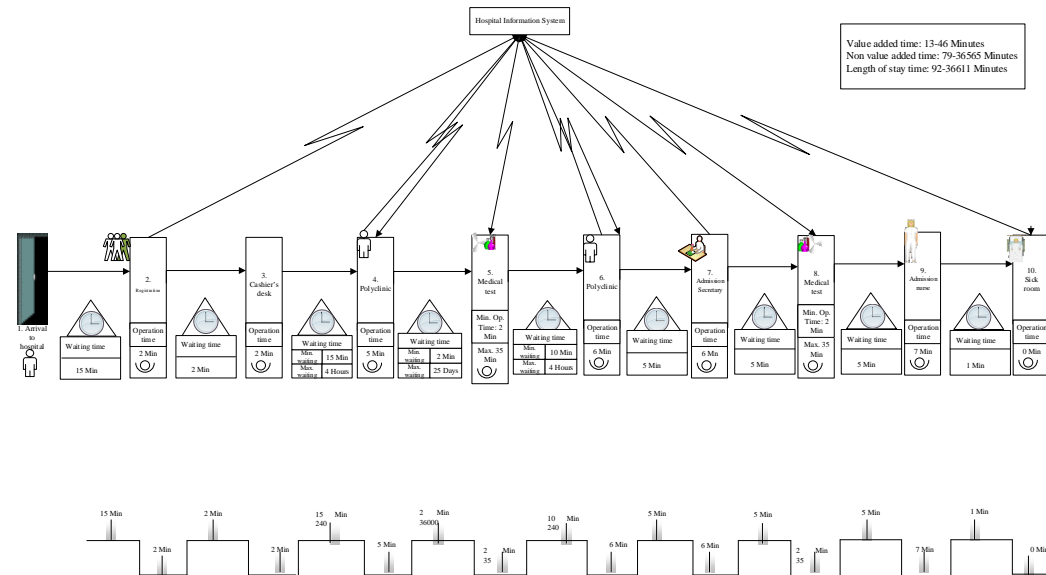 Hospital Information System
Value added time: 13-46 Minutes
Non value added time: 79-36565 Minutes
Length of stay time: 92-36611 Minutes
1. Arrival
to
hospital
Waiting time
15 Min
2.
Registration
Operation
time
2 Min
Waiting time
2 Min
3.
Cashier's
desk
Operation
time
2 Min
Waiting time
Min.
waiting
15 Min
Max.
waiting
4 Hours
4.
Polyclinic
Operation
time
5 Min
Waiting time
Min.
waiting
2 Min
Max.
waiting
25 Days
5.
Medical
test
Min. Op.
Time: 2
Min
Max. 35
Min
Waiting time
Min.
waiting
10 Min
Max.
waiting
4 Hours
6.
Polyclinic
Operation
time
6 Min
Waiting time
5 Min
7.
Admission
Secretary
Operation
time
6 Min
Waiting time
5 Min
8.
Medical
test
Min. Op.
Time: 2
Min
Max. 35
Min
Waiting time
5 Min
9.
Admission
nurse
Operation
time
7 Min
Waiting time
1 Min
10.
Sick
room
Operation
time
0 Min
15 Min
2 Min
2 Min
2 Min
15 Min
240
5 Min
2 Min
36000
2 Min
35
10 Min
240
6 Min
5 Min
6 Min
5 Min
2 Min
35
5 Min
7 Min
1 Min
0 Min